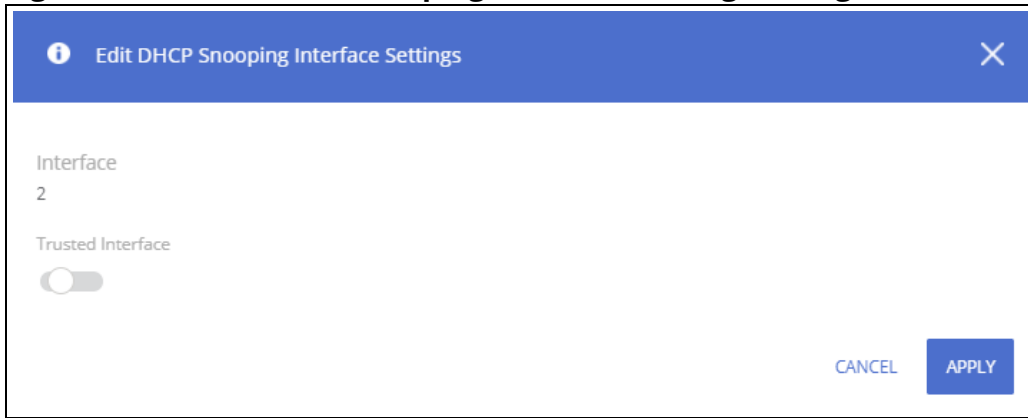 Edit DHCP Snooping Interface Settings
Interface
2
Trusted Interface
CANCEL APPLY